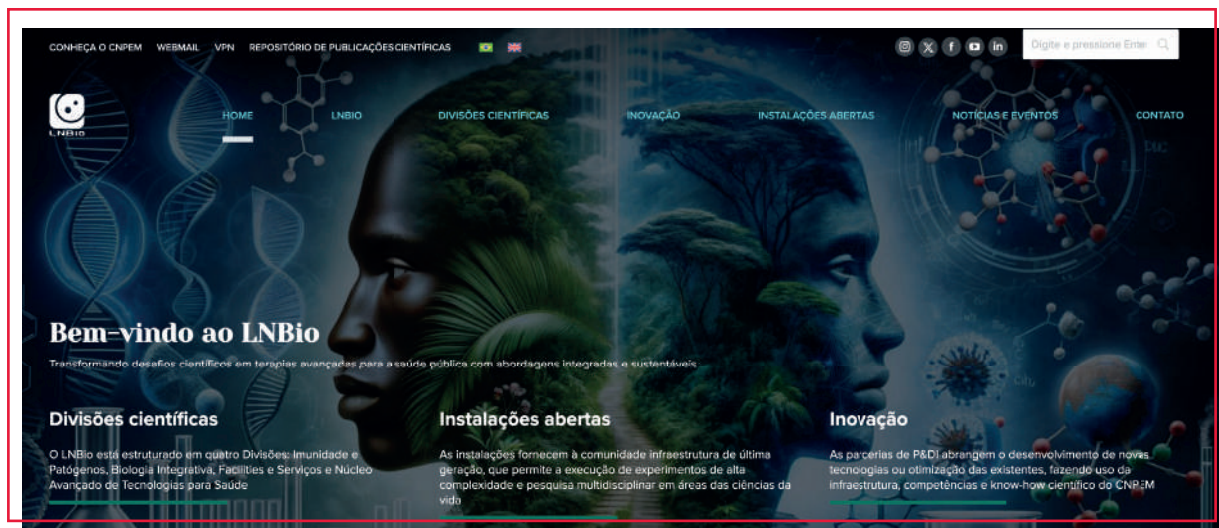 CONHEÇA O CNPEM WEBMAIL VPN REPOSITÓRIO DE PUBLICAÇÕES CIENTÍFICAS
Digite e pressione Enter
LNBio
HOME LNBIO DIVISÕES CIENTÍFICAS INOVAÇÃO INSTALAÇÕES ABERTAS NOTÍCIAS E EVENTOS CONTATO
Bem-vindo ao LNBio
Transformando desafios científicos em terapias avançadas para a saúde pública com abordagens integradas e sustentáveis
Divisões científicas
O LNBio está estruturado em quatro Divisões: Imunidade e
Patógenos, Biologia Integrativa, Facilities e Serviços e Núcleo
Avançado de Tecnologias para Saúde
Instalações abertas
As instalações fornecem à comunidade infraestrutura de última
geração, que permite a execução de experimentos de alta
complexidade e pesquisa multidisciplinar em áreas das ciências da
vida
Inovação
As parcerias de P&DI abrangem o desenvolvimento de novas
tecnoogias ou otimização das existentes, fazendo uso da
infraestrutura, competências e know-how científico do CNPEM